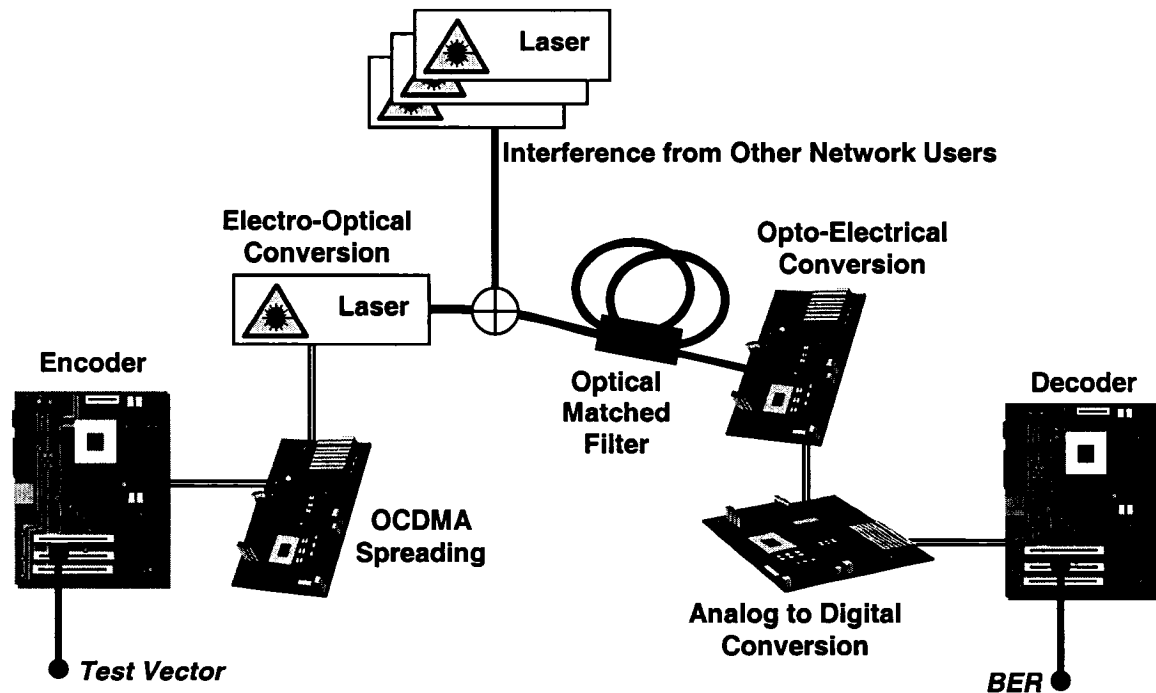 Laser
Interference from Other Network Users
Electro-Optical
Conversion
Laser
Opto-Electrical
Conversion
Encoder
Optical
Matched
Filter
Decoder
OCDMA
Spreading
Analog to Digital
Conversion
Test Vector
BER